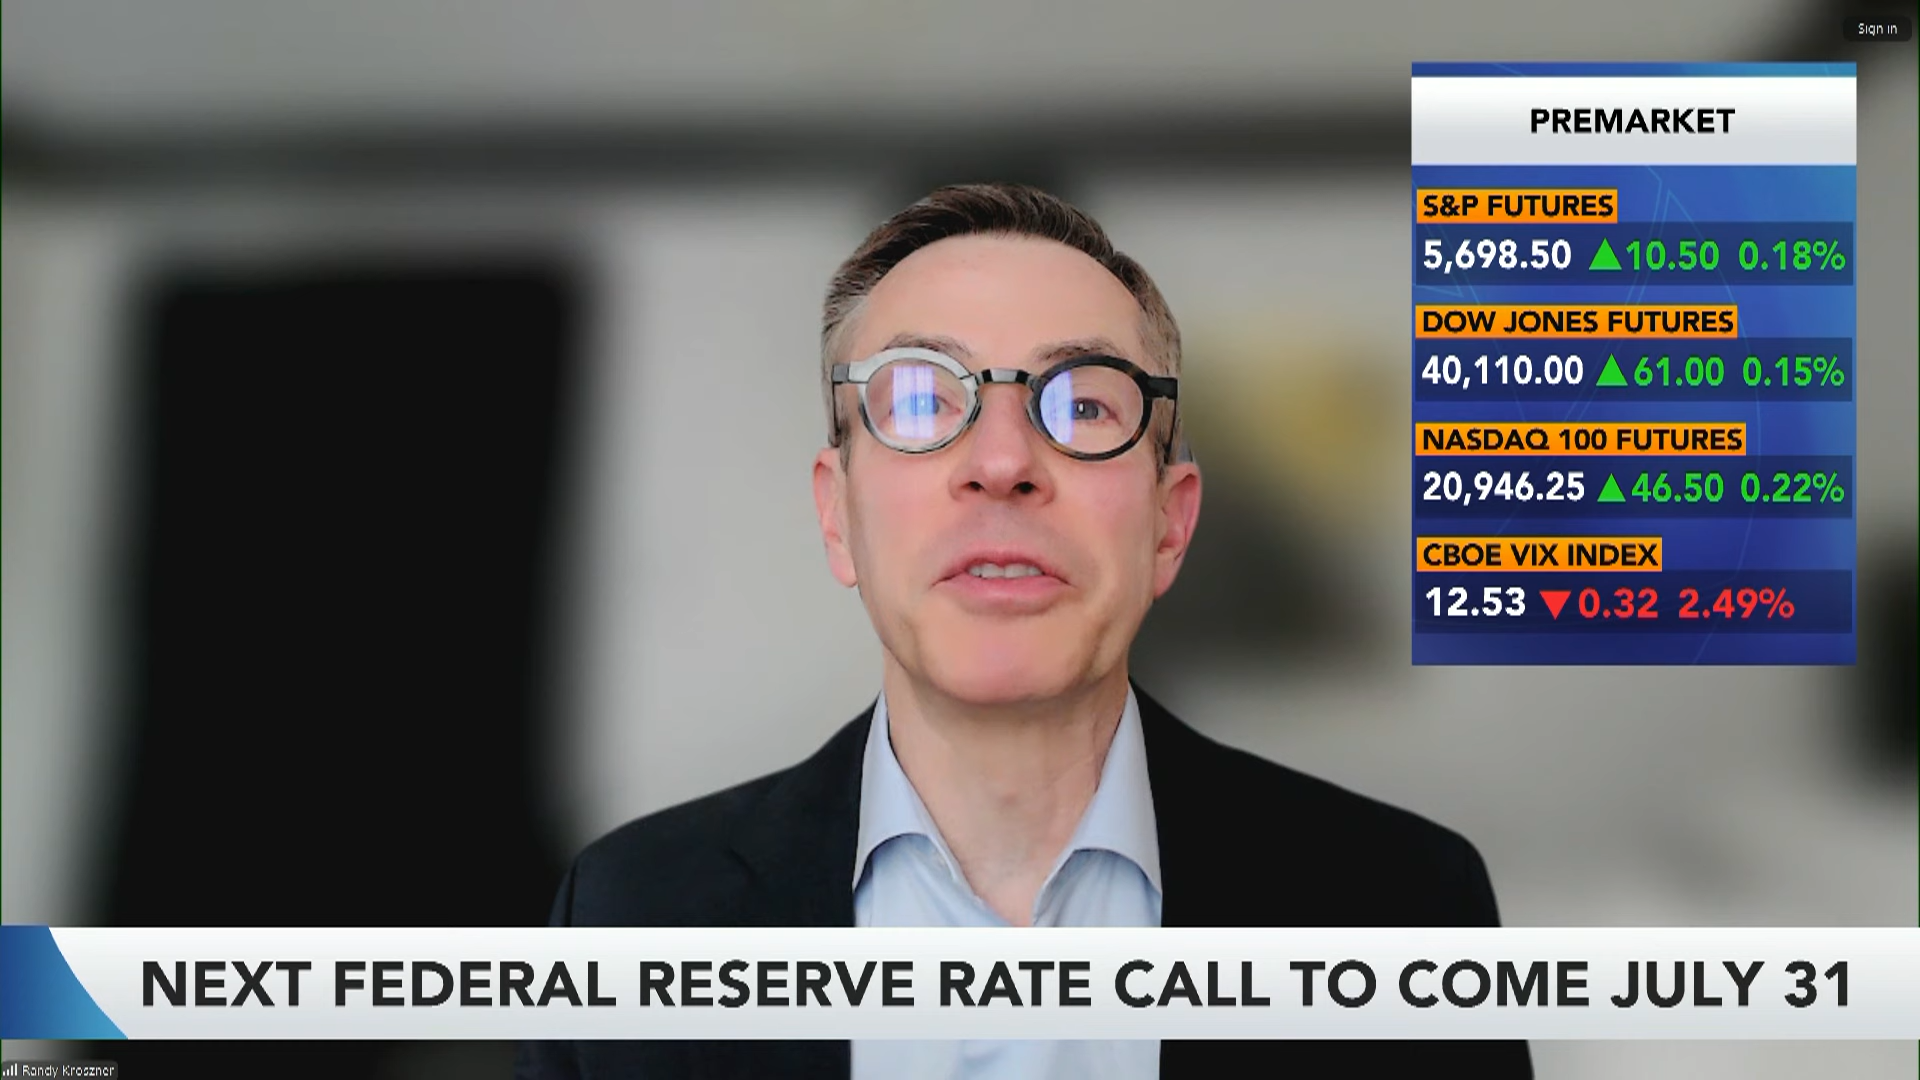 Sign in
PREMARKET
S&P FUTURES
5,698.50 ▲10.50 0.18%
DOW JONES FUTURES
40,110.00 ▲61.00 0.15%
NASDAQ 100 FUTURES
20,946.25 ▲46.50 0.22%
CBOE VIX INDEX
12.53 ▼0.32 2.49%
NEXT FEDERAL RESERVE RATE CALL TO COME JULY 31
Randy Kroszner